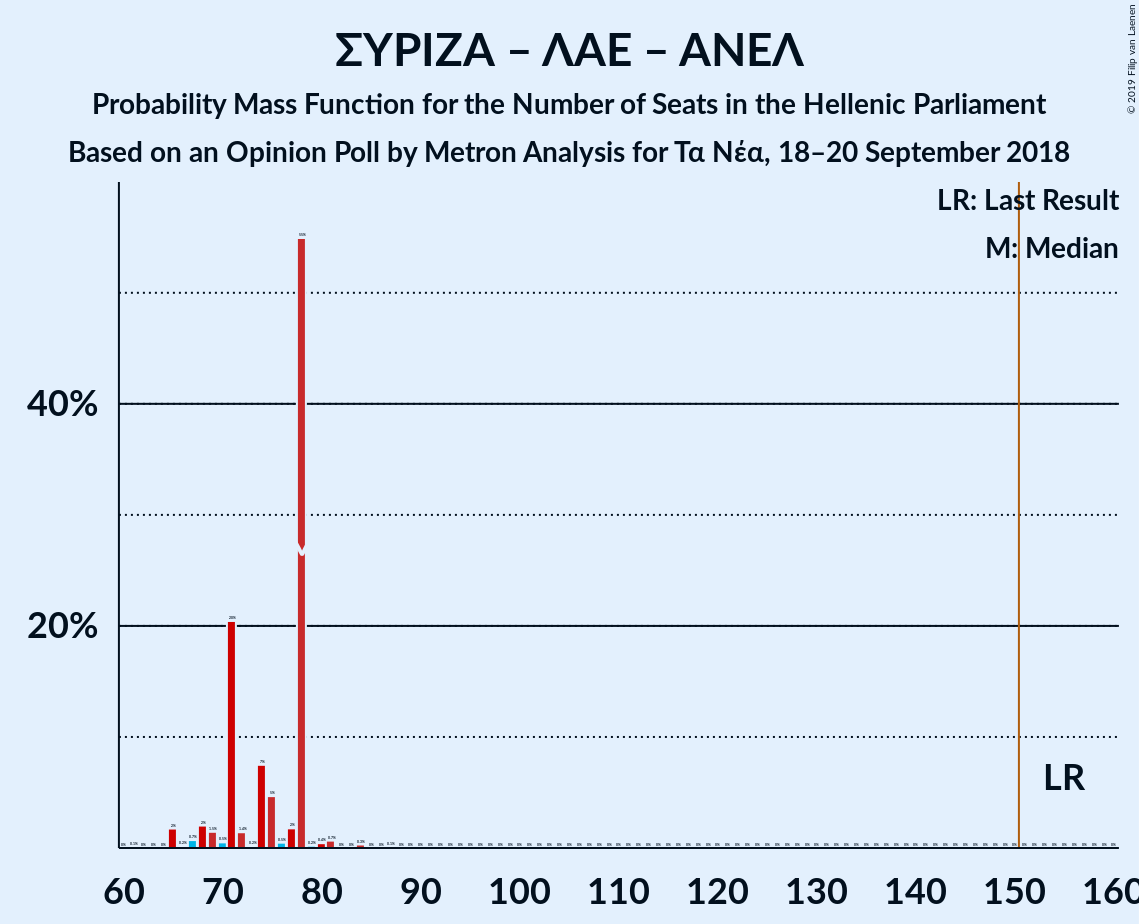 ΣΥΡΙΖΑ – ΛΑΕ – ΑΝΕΛ
Probability Mass Function for the Number of Seats in the Hellenic Parliament
Based on an Opinion Poll by Metron Analysis for Τα Νέα, 18–20 September 2018
© 2019 Filip van Laenen
LR: Last Result
M: Median
40%
20%
LR
60 70 80 90 100 110 120 130 140 150 160